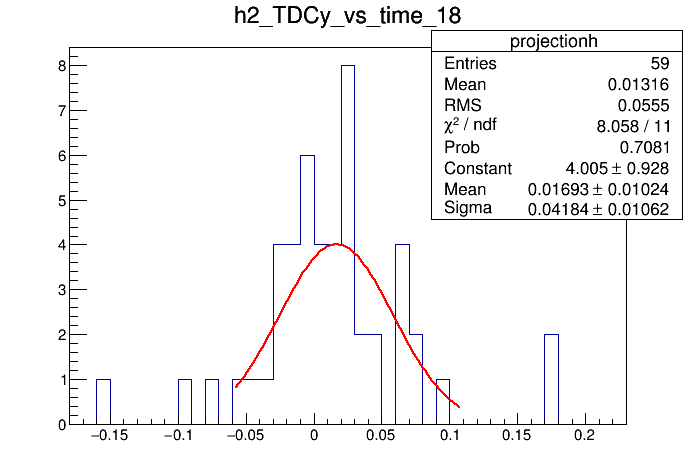 h2_TDCy_vs_time_18
projectionh
Entries 59
Mean 0.01316
RMS 0.0555
χ² / ndf 8.058 / 11
Prob 0.7081
Constant 4.005 ± 0.928
Mean 0.01693 ± 0.01024
Sigma 0.04184 ± 0.01062
8
7
6
5
4
3
2
1
0
−0.15 −0.1 −0.05 0 0.05 0.1 0.15 0.2